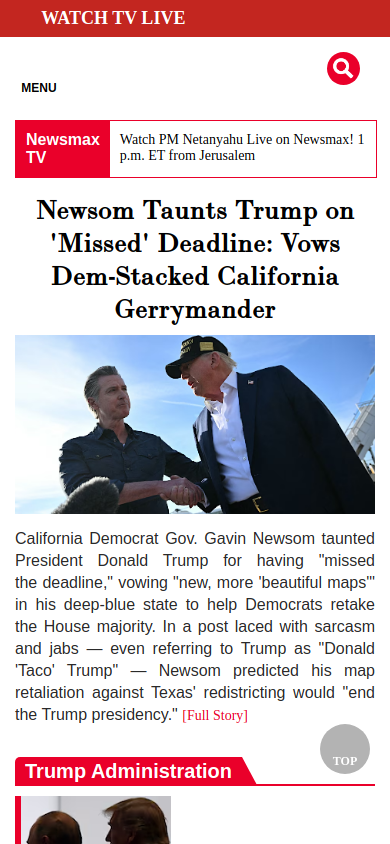 WATCH TV LIVE
MENU
Newsmax
TV
Watch PM Netanyahu Live on Newsmax! 1
p.m. ET from Jerusalem
Newsom Taunts Trump on
'Missed' Deadline: Vows
Dem-Stacked California
Gerrymander
California Democrat Gov. Gavin Newsom taunted
President Donald Trump for having "missed
the deadline," vowing "new, more 'beautiful maps'"
in his deep-blue state to help Democrats retake
the House majority. In a post laced with sarcasm
and jabs — even referring to Trump as "Donald
'Taco' Trump" — Newsom predicted his map
retaliation against Texas' redistricting would "end
the Trump presidency." [Full Story]
TOP
Trump Administration